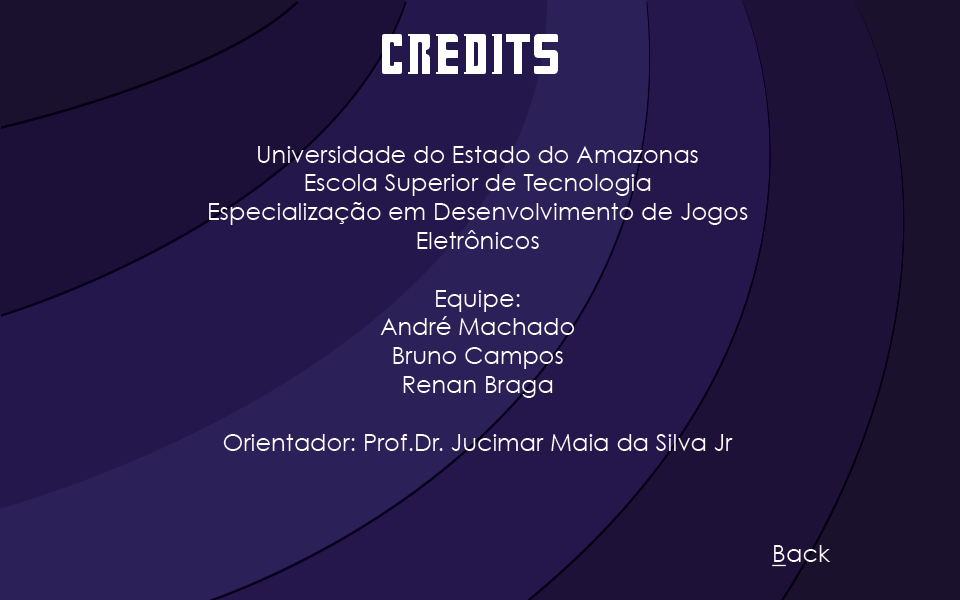 CREDITS
Universidade do Estado do Amazonas
Escola Superior de Tecnologia
Especialização em Desenvolvimento de Jogos
Eletrônicos
Equipe:
André Machado
Bruno Campos
Renan Braga
Orientador: Prof.Dr. Jucimar Maia da Silva Jr
Back